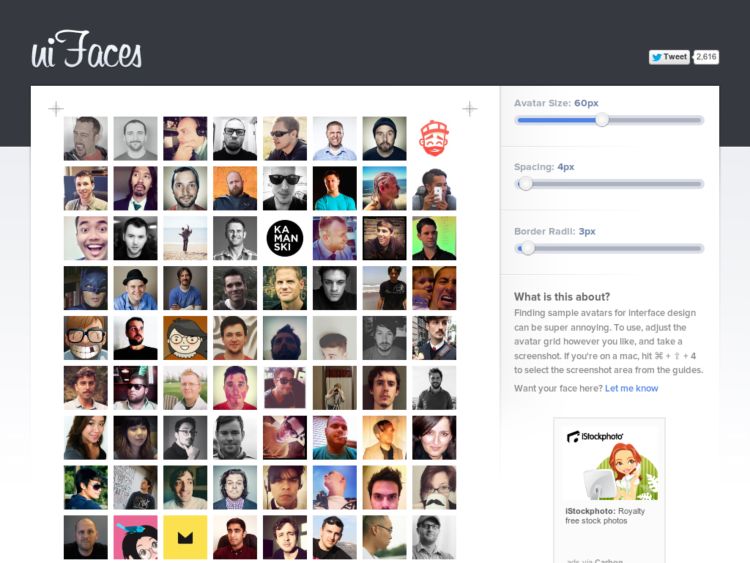 uiFaces
Tweet 2,616
Avatar Size: 60px
Spacing: 4px
Border Radii: 3px
KA
MAN
SKI
What is this about?
Finding sample avatars for interface design
can be super annoying. To use, adjust the
avatar grid however you like, and take a
screenshot. If you're on a mac, hit ⌘ + ⇧ + 4
to select the screenshot area from the guides.
Want your face here? Let me know
iStockphoto®
iStockphoto: Royalty
free stock photos
ads via Carbon